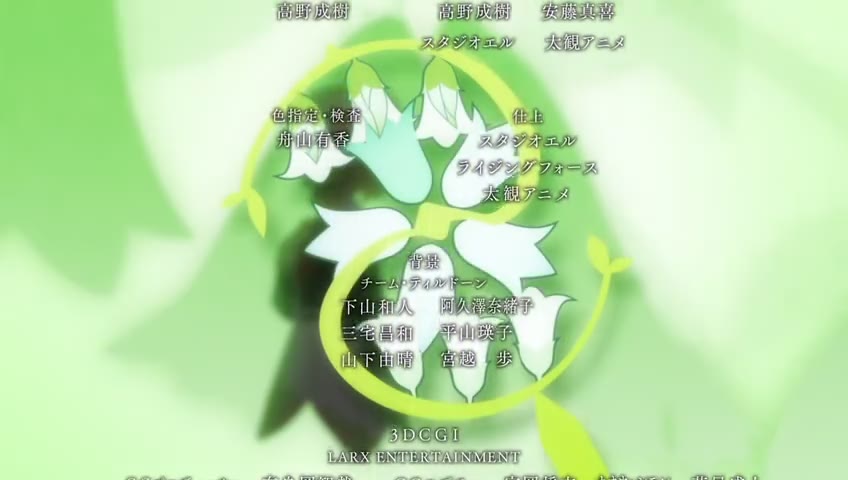 高野成樹 高野成樹 安藤真喜
スタジオエル 太観アニメ
色指定・検査 仕上
舟山有香 スタジオエル
ライジングフォース
太観アニメ
背景
チーム・ティルドーン
下山和人 阿久澤奈緒子
三宅昌和 平山瑛子
山下由晴 宮越 歩
3DCGI
LARX ENTERTAINMENT